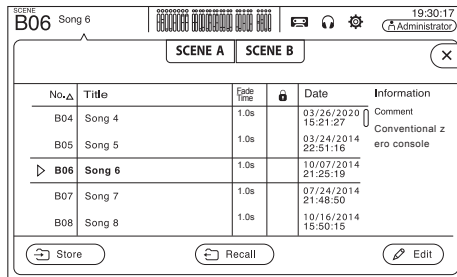 SCENE
B06 Song 6
19:30:17
Administrator
SCENE A SCENE B
No. Title Fade Time Date Information
B04 Song 4 1.0s 03/26/2020 15:21:27
Comment
Conventional z
ero console
B05 Song 5 1.0s 03/24/2014 22:51:16
B06 Song 6 1.0s 10/07/2014 21:25:19
B07 Song 7 1.0s 07/24/2014 21:48:50
B08 Song 8 1.0s 10/16/2014 15:50:15
Store Recall Edit